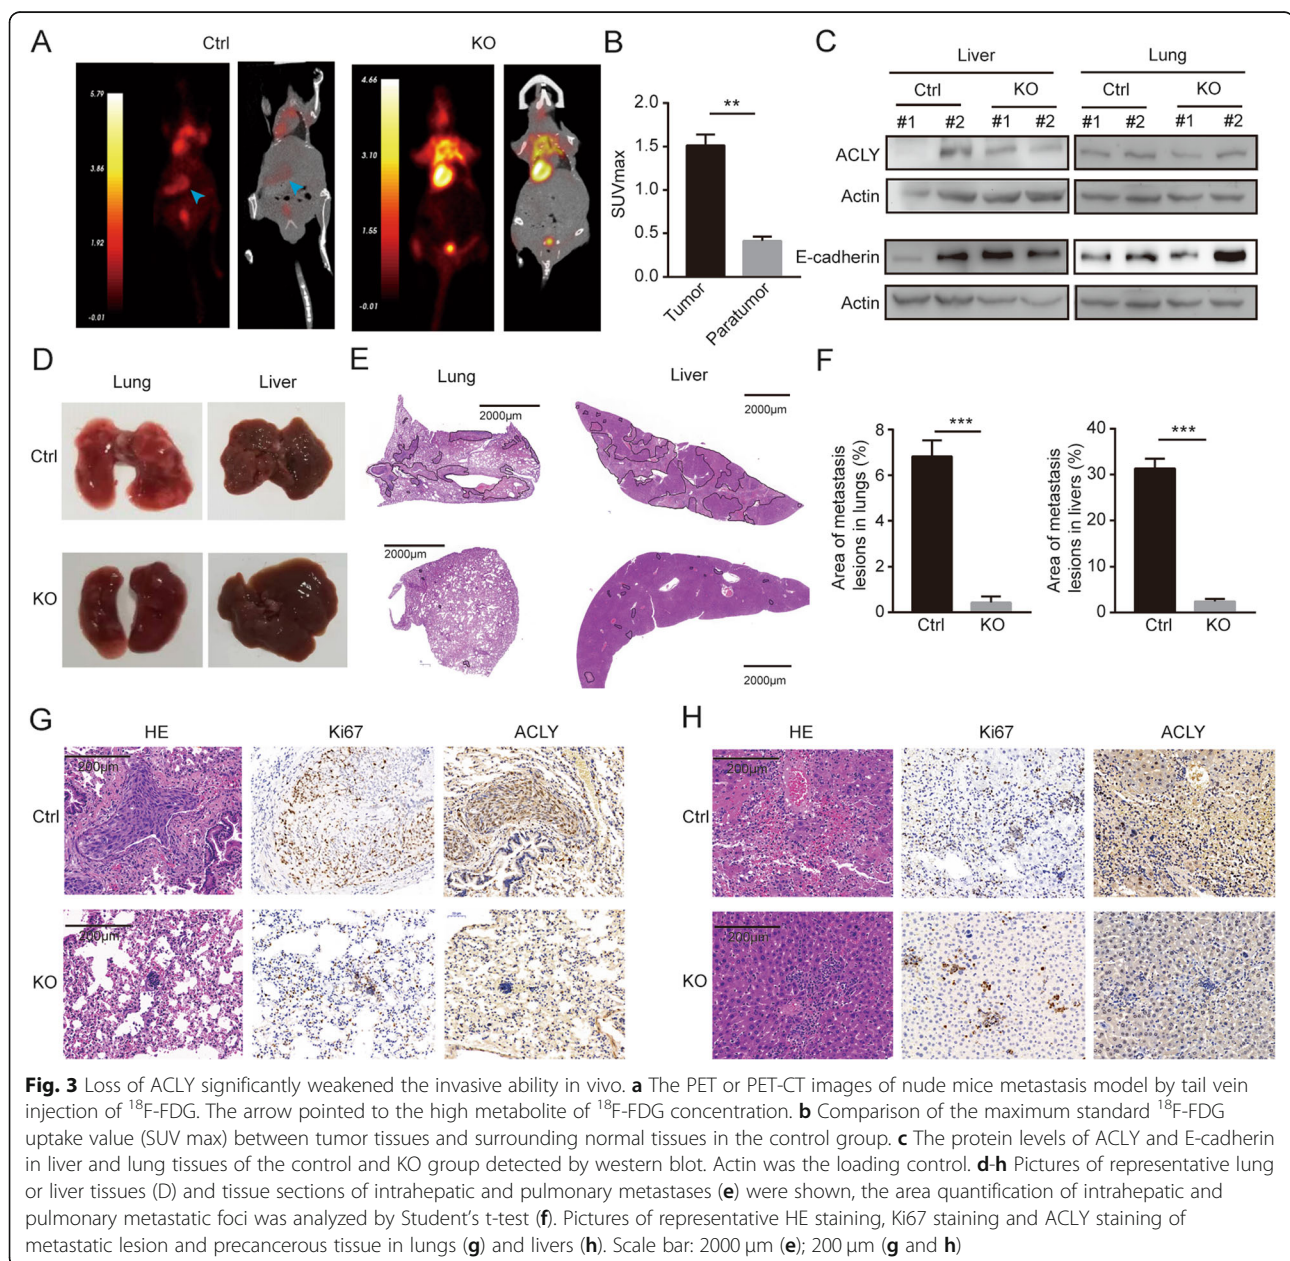 A
Ctrl
KO
5.79
3.86
1.92
-0.01
4.66
3.10
1.55
-0.01
B
**
2.0
1.5
1.0
0.5
0.0
SUVmax
Tumor
Paratumor
C
Liver
Lung
Ctrl
KO
Ctrl
KO
#1
#2
#1
#2
#1
#2
#1
#2
ACLY
Actin
E-cadherin
Actin
D
Lung
Liver
Ctrl
KO
E
Lung
Liver
2000µm
2000µm
2000µm
2000µm
F
Area of metastasis
lesions in lungs (%)
8
6
4
2
0
***
Ctrl
KO
Area of metastasis
lesions in livers (%)
40
30
20
10
0
***
Ctrl
KO
G
HE
Ki67
ACLY
200µm
Ctrl
200µm
KO
H
HE
Ki67
ACLY
200µm
Ctrl
200µm
KO
Fig. 3 Loss of ACLY significantly weakened the invasive ability in vivo. a The PET or PET-CT images of nude mice metastasis model by tail vein
injection of ¹⁸F-FDG. The arrow pointed to the high metabolite of ¹⁸F-FDG concentration. b Comparison of the maximum standard ¹⁸F-FDG
uptake value (SUV max) between tumor tissues and surrounding normal tissues in the control group. c The protein levels of ACLY and E-cadherin
in liver and lung tissues of the control and KO group detected by western blot. Actin was the loading control. d-h Pictures of representative lung
or liver tissues (D) and tissue sections of intrahepatic and pulmonary metastases (e) were shown, the area quantification of intrahepatic and
pulmonary metastatic foci was analyzed by Student's t-test (f). Pictures of representative HE staining, Ki67 staining and ACLY staining of
metastatic lesion and precancerous tissue in lungs (g) and livers (h). Scale bar: 2000 µm (e); 200 µm (g and h)